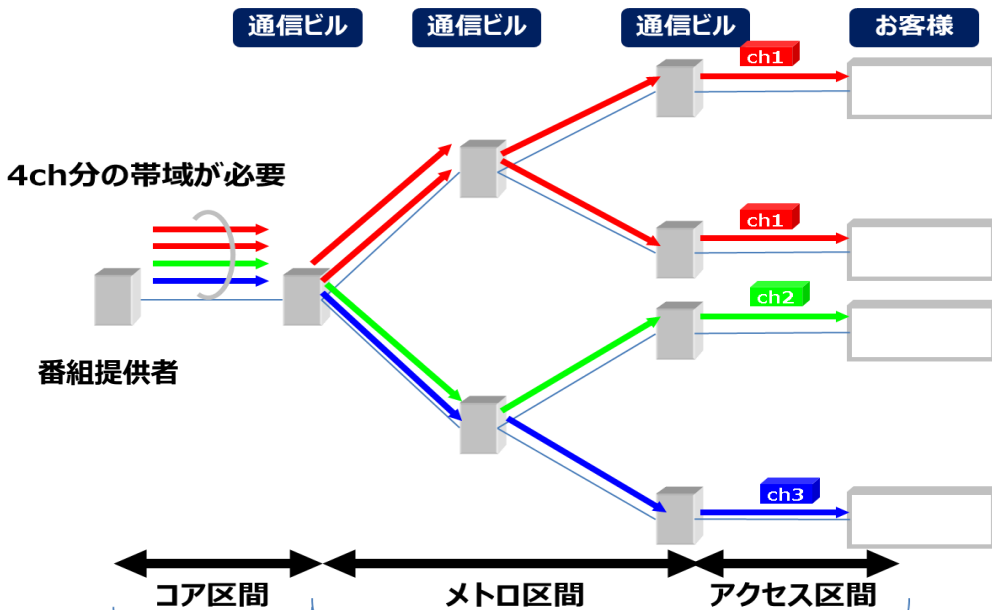 通信ビル
通信ビル
通信ビル
お客様
ch1
4ch分の帯域が必要
ch1
ch2
番組提供者
ch3
コア区間
メトロ区間
アクセス区間